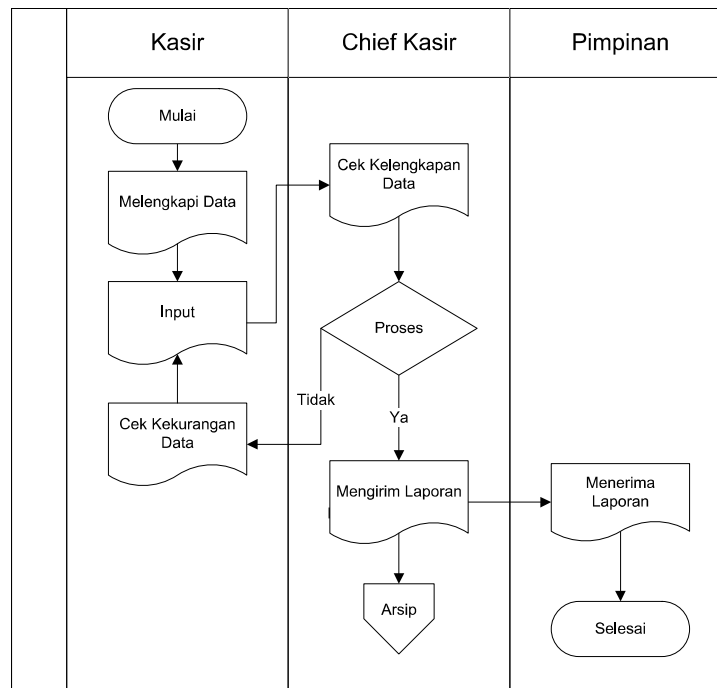 Kasir
Chief Kasir
Pimpinan
Mulai
Melengkapi Data
Input
Cek Kekurangan
Data
Cek Kelengkapan
Data
Proses
Tidak
Ya
Mengirim Laporan
Arsip
Menerima
Laporan
Selesai